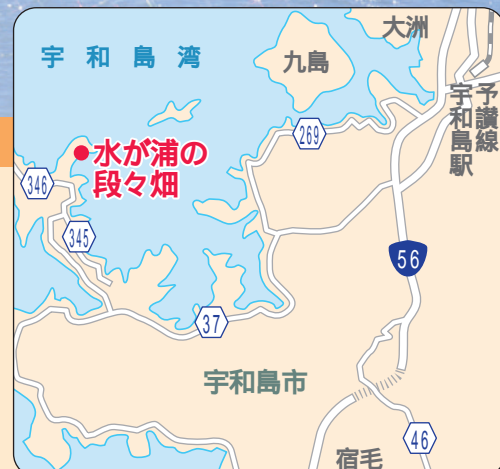 大洲
宇和島湾
九島
予讃線
宇和島駅
269
水が浦の
段々畑
346
345
56
37
宇和島市
46
宿毛